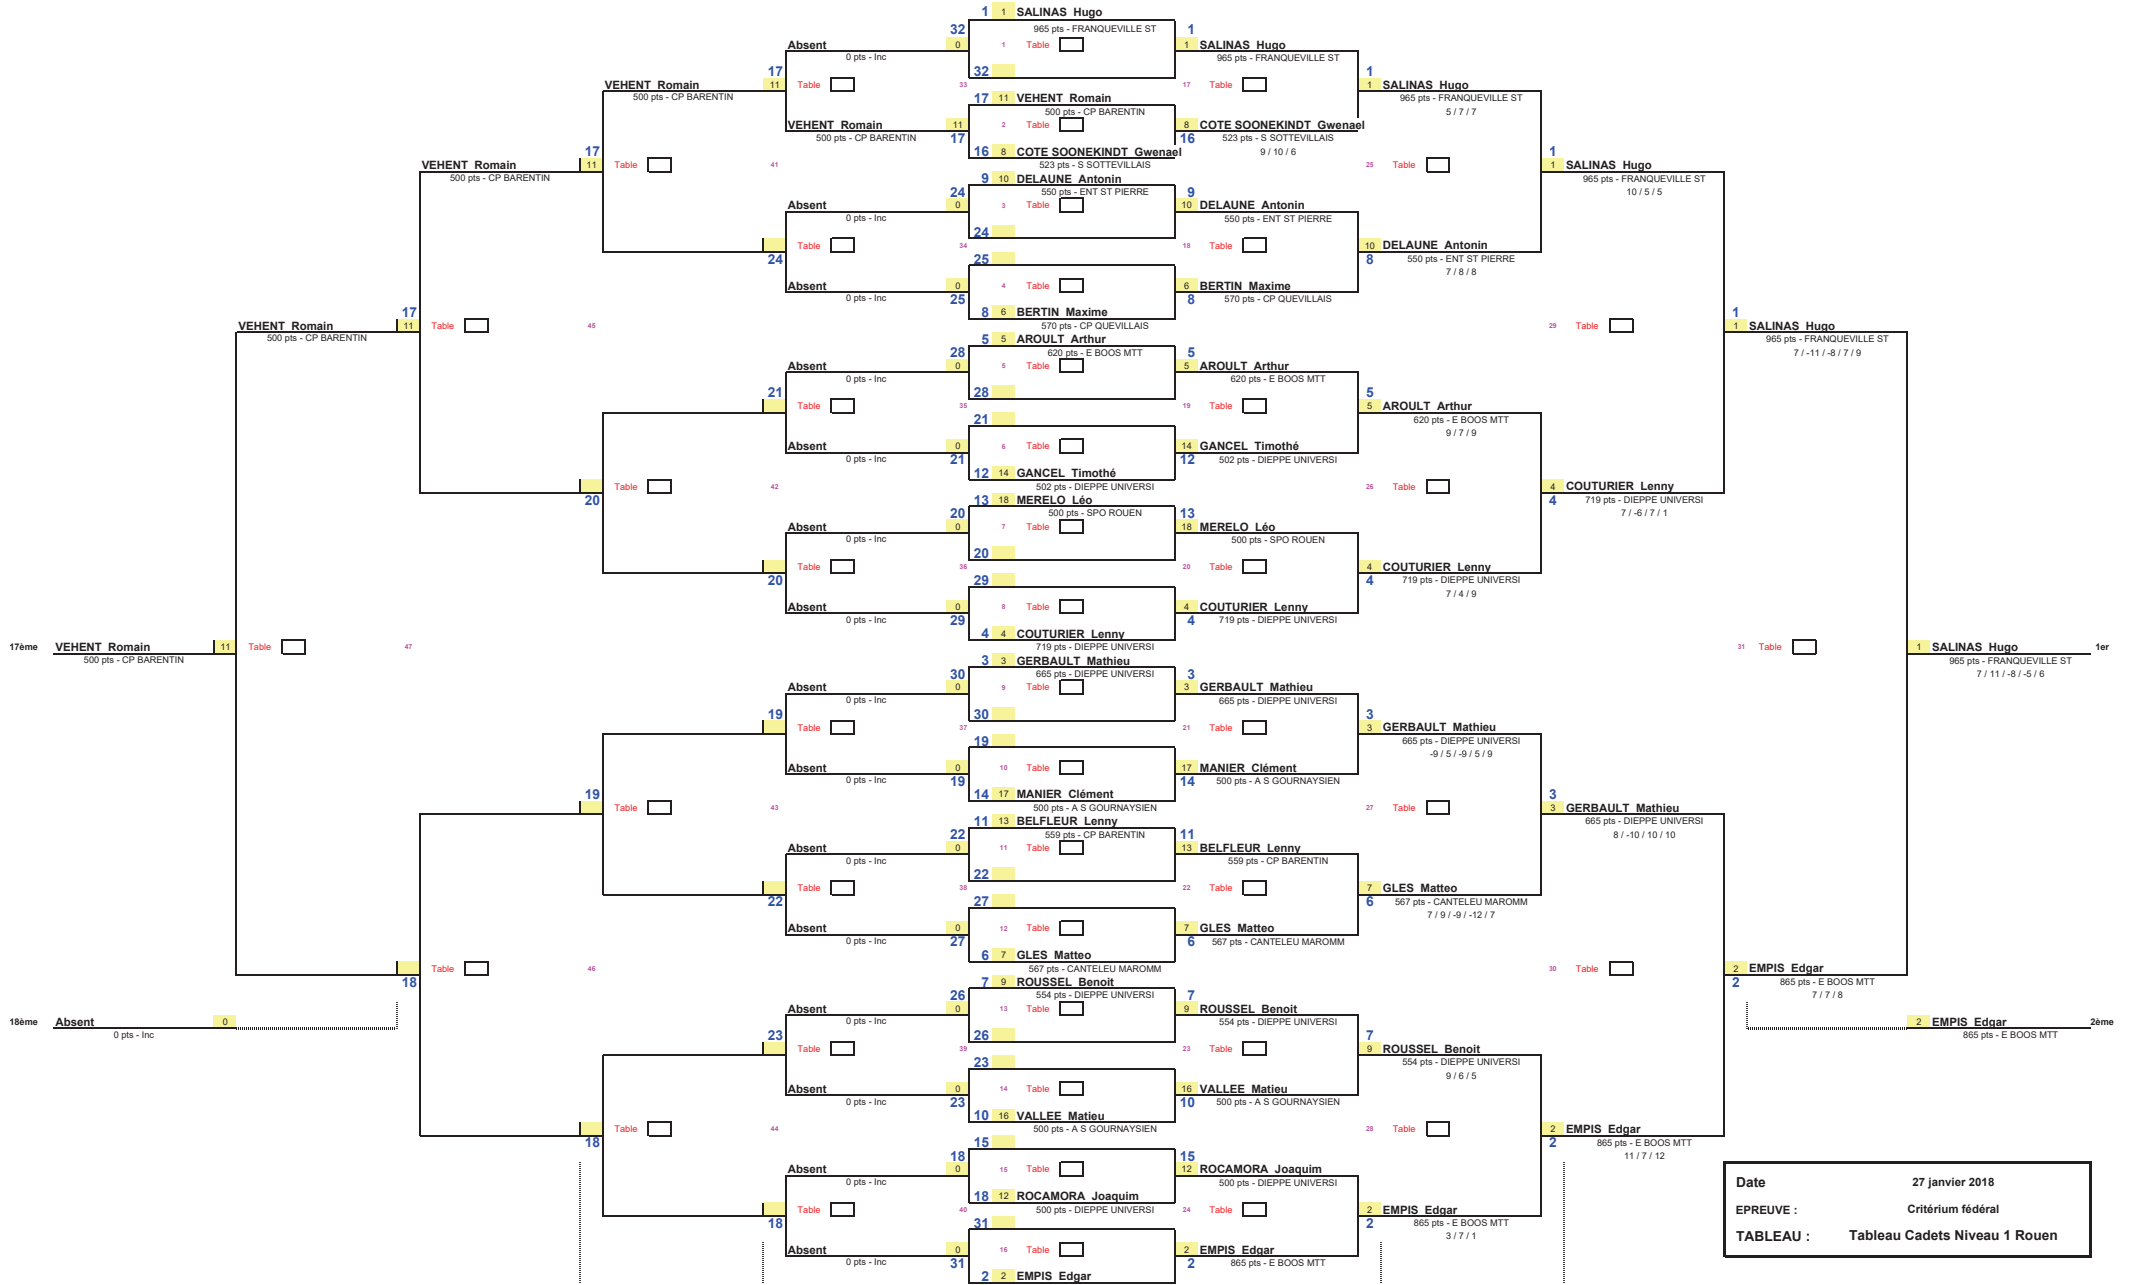 1 1 SALINAS Hugo
32 965 pts - FRANQUEVILLE ST 1
Absent 0 1 Table 1 SALINAS Hugo
0 pts - Inc 965 pts - FRANQUEVILLE ST
17 32 1
VEHENT Romain 11 Table 33 17 Table 1 SALINAS Hugo
500 pts - CP BARENTIN 17 11 VEHENT Romain 965 pts - FRANQUEVILLE ST
500 pts - CP BARENTIN 5 / 7 / 7
VEHENT Romain 11 2 Table 8 COTE SOONEKINDT Gwenael
500 pts - CP BARENTIN 17 16 523 pts - S SOTTEVILLAIS
17 16 8 COTE SOONEKINDT Gwenael 9 / 10 / 6 1
VEHENT Romain 11 Table 41 523 pts - S SOTTEVILLAIS 25 Table 1 SALINAS Hugo
500 pts - CP BARENTIN 9 10 DELAUNE Antonin 965 pts - FRANQUEVILLE ST
24 550 pts - ENT ST PIERRE 9 10 / 5 / 5
Absent 0 3 Table 10 DELAUNE Antonin
0 pts - Inc 550 pts - ENT ST PIERRE
24
Table 34 18 Table 10 DELAUNE Antonin
24 25 8 550 pts - ENT ST PIERRE
7 / 8 / 8
Absent 0 4 Table 6 BERTIN Maxime
0 pts - Inc 25 8 570 pts - CP QUEVILLAIS
17 8 6 BERTIN Maxime 1
VEHENT Romain 11 Table 45 570 pts - CP QUEVILLAIS 29 Table 1 SALINAS Hugo
500 pts - CP BARENTIN 5 5 AROULT Arthur 965 pts - FRANQUEVILLE ST
28 620 pts - E BOOS MTT 5 7 / -11 / -8 / 7 / 9
Absent 0 5 Table 5 AROULT Arthur
0 pts - Inc 620 pts - E BOOS MTT
21 28 5
Table 35 19 Table 5 AROULT Arthur
21 620 pts - E BOOS MTT
9 / 7 / 9
Absent 0 6 Table 14 GANCEL Timothé
0 pts - Inc 21 12 502 pts - DIEPPE UNIVERSI
12 14 GANCEL Timothé
Table 42 502 pts - DIEPPE UNIVERSI 26 Table 4 COUTURIER Lenny
20 13 18 MERELO Léo 4 719 pts - DIEPPE UNIVERSI
20 500 pts - SPO ROUEN 13 7 / -6 / 7 / 1
Absent 0 7 Table 18 MERELO Léo
0 pts - Inc 500 pts - SPO ROUEN
20
Table 36 20 Table 4 COUTURIER Lenny
20 29 4 719 pts - DIEPPE UNIVERSI
7 / 4 / 9
Absent 0 8 Table 4 COUTURIER Lenny
0 pts - Inc 29 4 719 pts - DIEPPE UNIVERSI
4 4 COUTURIER Lenny
17ème VEHENT Romain 11 Table 47 719 pts - DIEPPE UNIVERSI 31 Table 1 SALINAS Hugo 1er
500 pts - CP BARENTIN 3 3 GERBAULT Mathieu 965 pts - FRANQUEVILLE ST
30 665 pts - DIEPPE UNIVERSI 3 7 / 11 / -8 / -5 / 6
Absent 0 9 Table 3 GERBAULT Mathieu
0 pts - Inc 665 pts - DIEPPE UNIVERSI
19 30 3
Table 37 21 Table 3 GERBAULT Mathieu
19 665 pts - DIEPPE UNIVERSI
-9 / 5 / -9 / 5 / 9
Absent 0 10 Table 17 MANIER Clément
0 pts - Inc 19 14 500 pts - A S GOURNAYSIEN
19 14 17 MANIER Clément 3
Table 43 500 pts - A S GOURNAYSIEN 27 Table 3 GERBAULT Mathieu
11 13 BELFLEUR Lenny 665 pts - DIEPPE UNIVERSI
22 559 pts - CP BARENTIN 11 8 / -10 / 10 / 10
Absent 0 11 Table 13 BELFLEUR Lenny
0 pts - Inc 559 pts - CP BARENTIN
22
Table 38 22 Table 7 GLES Matteo
22 27 6 567 pts - CANTELEU MAROMM
7 / 9 / -9 / -12 / 7
Absent 0 12 Table 7 GLES Matteo
0 pts - Inc 27 6 567 pts - CANTELEU MAROMM
6 7 GLES Matteo
Table 46 567 pts - CANTELEU MAROMM 30 Table 2 EMPIS Edgar
18 7 9 ROUSSEL Benoit 2 865 pts - E BOOS MTT
26 554 pts - DIEPPE UNIVERSI 7 7 / 7 / 8
Absent 0 13 Table 9 ROUSSEL Benoit
0 pts - Inc 554 pts - DIEPPE UNIVERSI
18ème Absent 0 2 EMPIS Edgar 2ème
0 pts - Inc 865 pts - E BOOS MTT
23 26 7
Table 39 23 Table 9 ROUSSEL Benoit
23 554 pts - DIEPPE UNIVERSI
9 / 6 / 5
Absent 0 14 Table 16 VALLEE Matieu
0 pts - Inc 23 10 500 pts - A S GOURNAYSIEN
10 16 VALLEE Matieu
Table 44 500 pts - A S GOURNAYSIEN 28 Table 2 EMPIS Edgar
18 15 2 865 pts - E BOOS MTT
18 15 11 / 7 / 12
Absent 0 15 Table 12 ROCAMORA Joaquim
0 pts - Inc 500 pts - DIEPPE UNIVERSI
18 12 ROCAMORA Joaquim
Table 40 500 pts - DIEPPE UNIVERSI 24 Table 2 EMPIS Edgar
18 31 2 865 pts - E BOOS MTT
3 / 7 / 1
Absent 0 16 Table 2 EMPIS Edgar
0 pts - Inc 31 2 865 pts - E BOOS MTT
2 2 EMPIS Edgar
Date 27 janvier 2018
EPREUVE : Critérium fédéral
TABLEAU : Tableau Cadets Niveau 1 Rouen